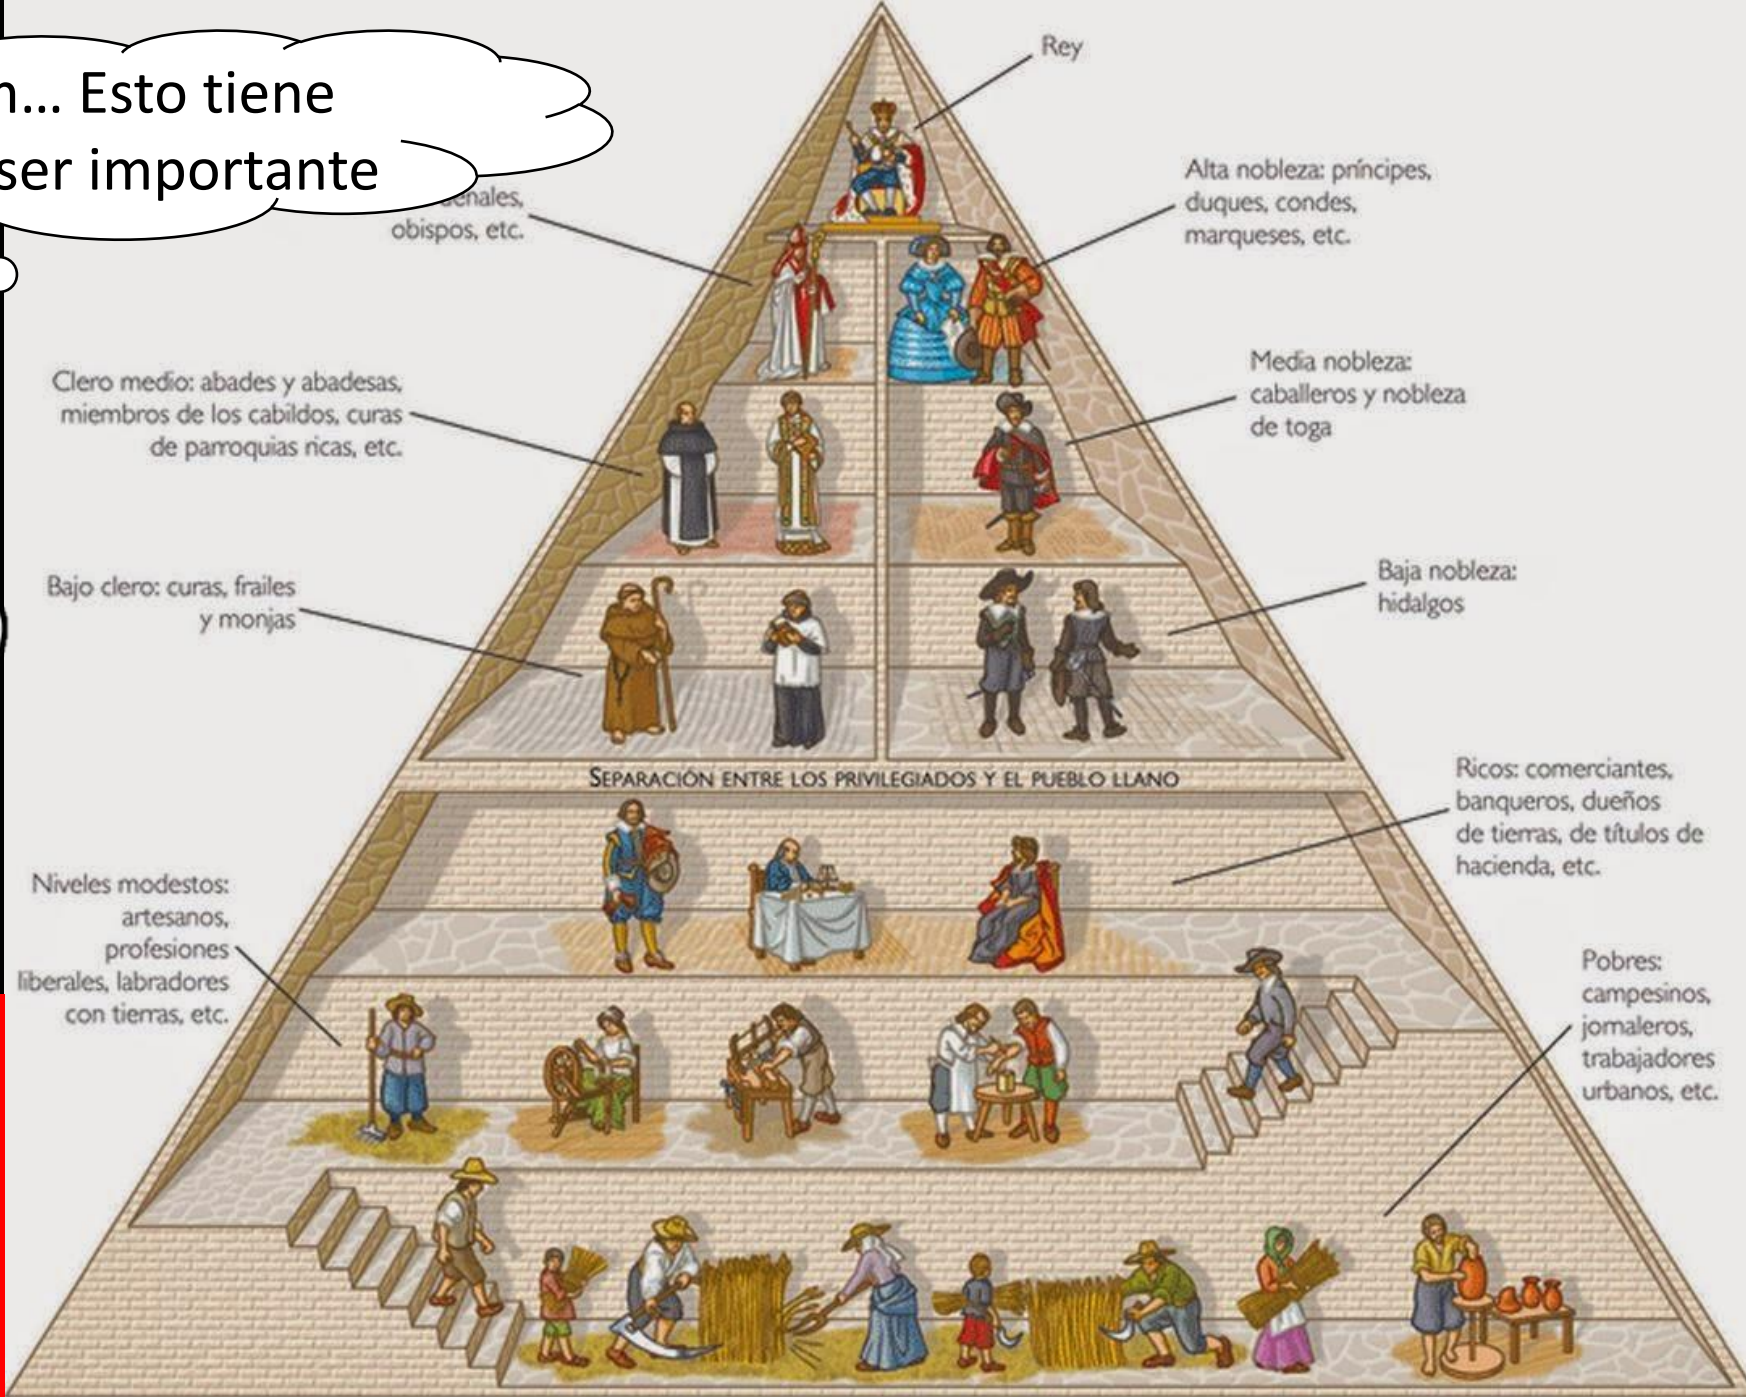 ... Esto tiene
ser importante
Rey
obispos, etc.
Alta nobleza: príncipes,
duques, condes,
marqueses, etc.
Clero medio: abades y abadesas,
miembros de los cabildos, curas
de parroquias ricas, etc.
Media nobleza:
caballeros y nobleza
de toga
Bajo clero: curas, frailes
y monjas
Baja nobleza:
hidalgos
SEPARACIÓN ENTRE LOS PRIVILEGIADOS Y EL PUEBLO LLANO
Ricos: comerciantes,
banqueros, dueños
de tierras, de títulos de
hacienda, etc.
Niveles modestos:
artesanos,
profesiones
liberales, labradores
con tierras, etc.
Pobres:
campesinos,
jornaleros,
trabajadores
urbanos, etc.